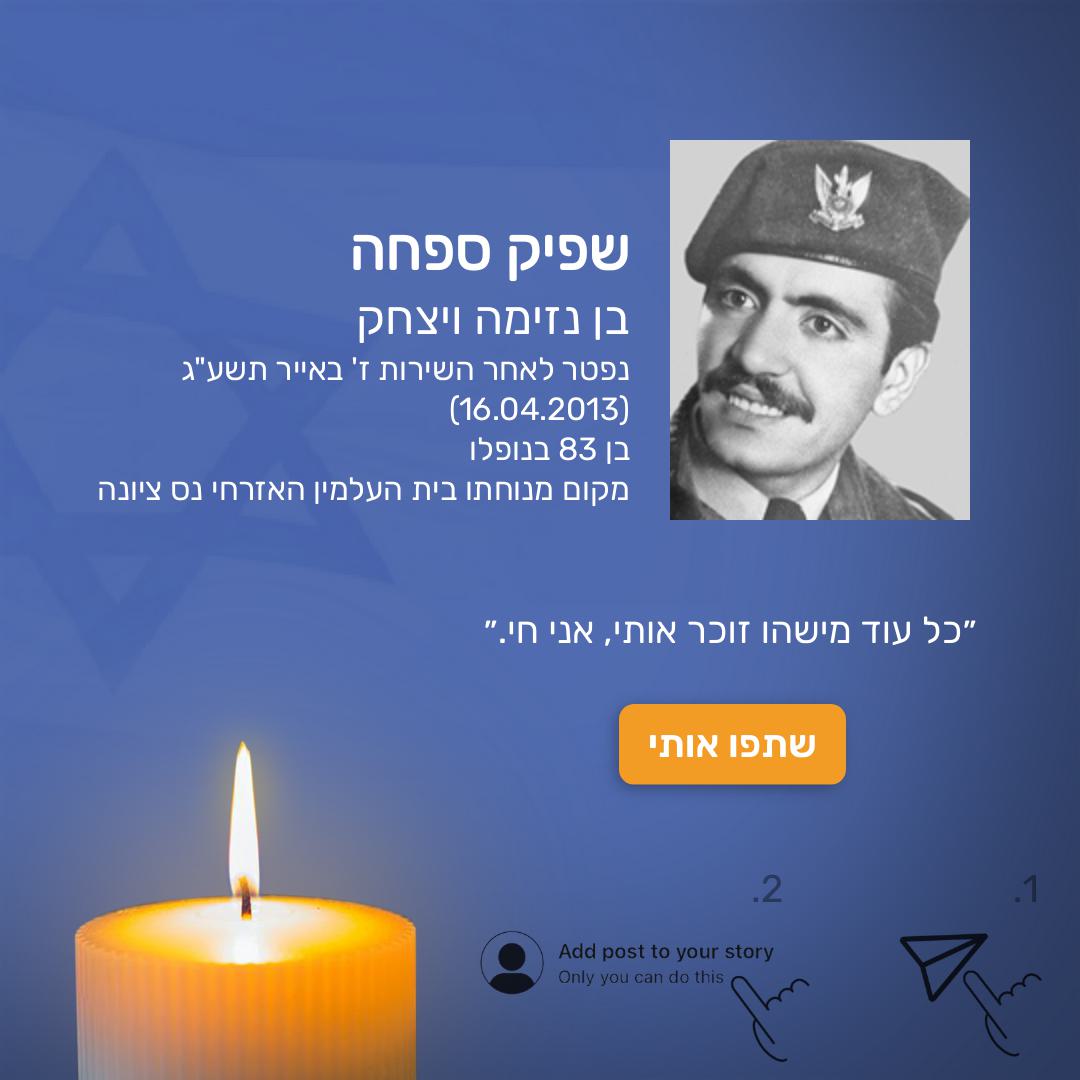 שפיק ספחה
בן נזימה ויצחק
נפטר לאחר השירות ז' באייר תשע"ג
(16.04.2013)
בן 83 בנופלו
מקום מנוחתו בית העלמין האזרחי נס ציונה
״כל עוד מישהו זוכר אותי, אני חי.״
שתפו אותי
1.
2.
Add post to your story
Only you can do this